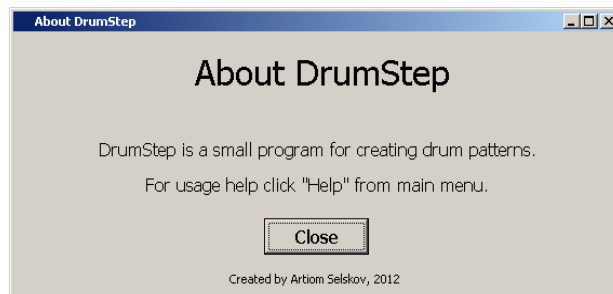 About DrumStep
About DrumStep
DrumStep is a small program for creating drum patterns.
For usage help click "Help" from main menu.
Close
Created by Artiom Selskov, 2012